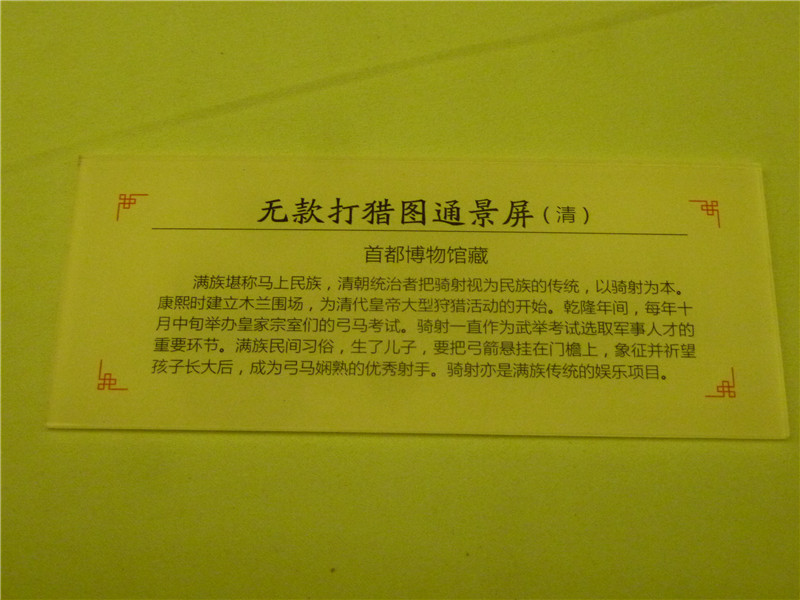 无款打猎图通景屏（清）
首都博物馆藏
满族堪称马上民族，清朝统治者把骑射视为民族的传统，以骑射为本。
康熙时建立木兰围场，为清代皇帝大型狩猎活动的开始。乾隆年间，每年十
月中旬举办皇家宗室们的弓马考试。骑射一直作为武举考试选取军事人才的
重要环节。满族民间习俗，生了儿子，要把弓箭悬挂在门檐上，象征并祈望
孩子长大后，成为弓马娴熟的优秀射手。骑射亦是满族传统的娱乐项目。